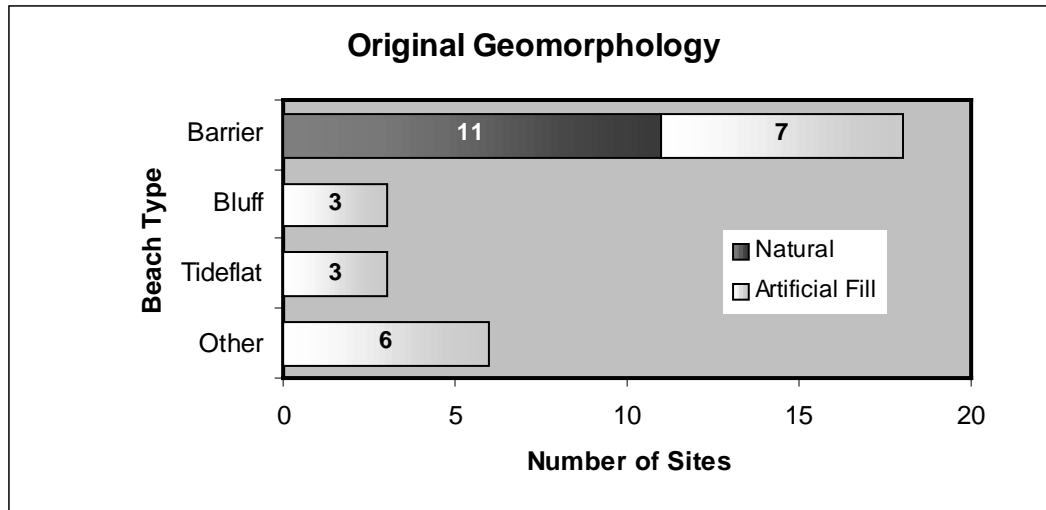 Original Geomorphology
Beach Type
Barrier
11
7
Bluff
3
Tideflat
3
Other
6
Natural
Artificial Fill
0 5 10 15 20
Number of Sites